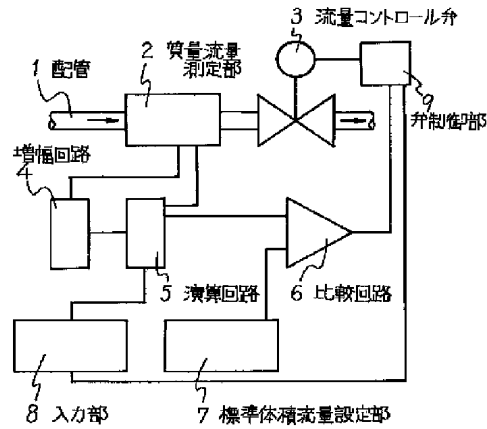 3 流量コントロール弁
2 質量流量
測定部
1 配管
9
弁制御部
増幅回路
4
5 演算回路
6 比較回路
8 入力部
7 標準体積流量設定部